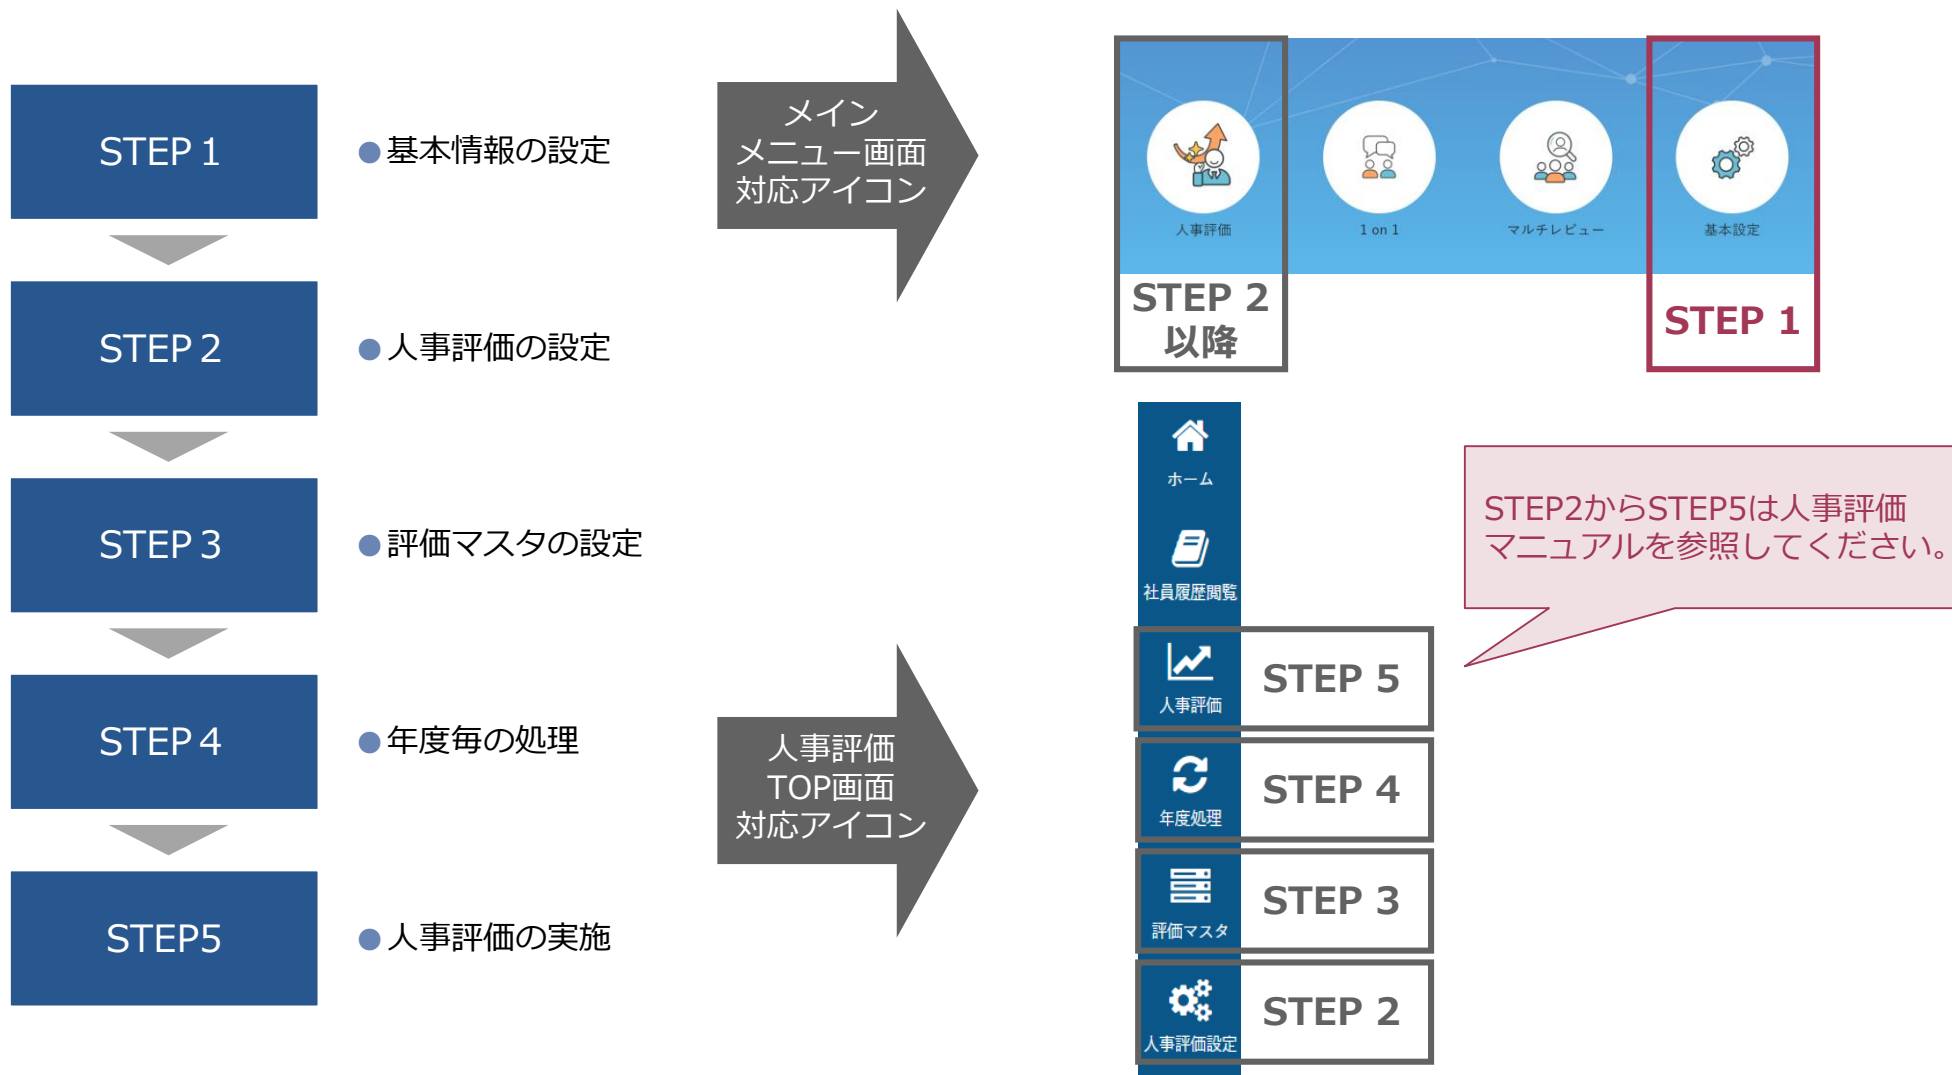 STEP１
●基本情報の設定
STEP２
●人事評価の設定
STEP３
●評価マスタの設定
STEP４
●年度毎の処理
STEP5
●人事評価の実施
メイン
メニュー画面
対応アイコン
人事評価
1 on 1
マルチレビュー
基本設定
STEP 2
以降
STEP 1
人事評価
TOP画面
対応アイコン
ホーム
社員履歴閲覧
人事評価
STEP 5
年度処理
STEP 4
評価マスタ
STEP 3
人事評価設定
STEP 2
STEP2からSTEP5は人事評価
マニュアルを参照してください。